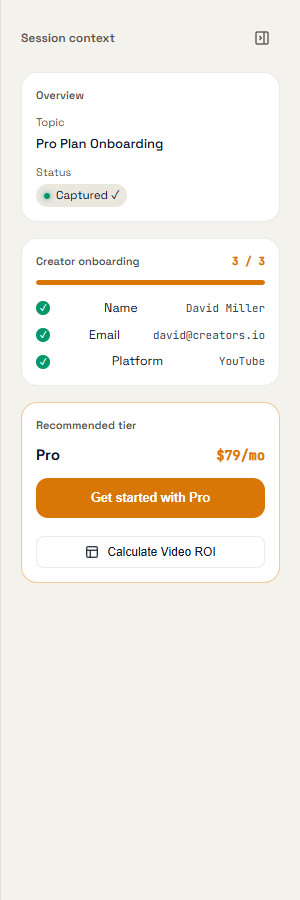 Session context
Overview
Topic
Pro Plan Onboarding
Status
Captured ✓
Creator onboarding 3 / 3
Name David Miller
Email david@creators.io
Platform YouTube
Recommended tier
Pro $79/mo
Get started with Pro
Calculate Video ROI